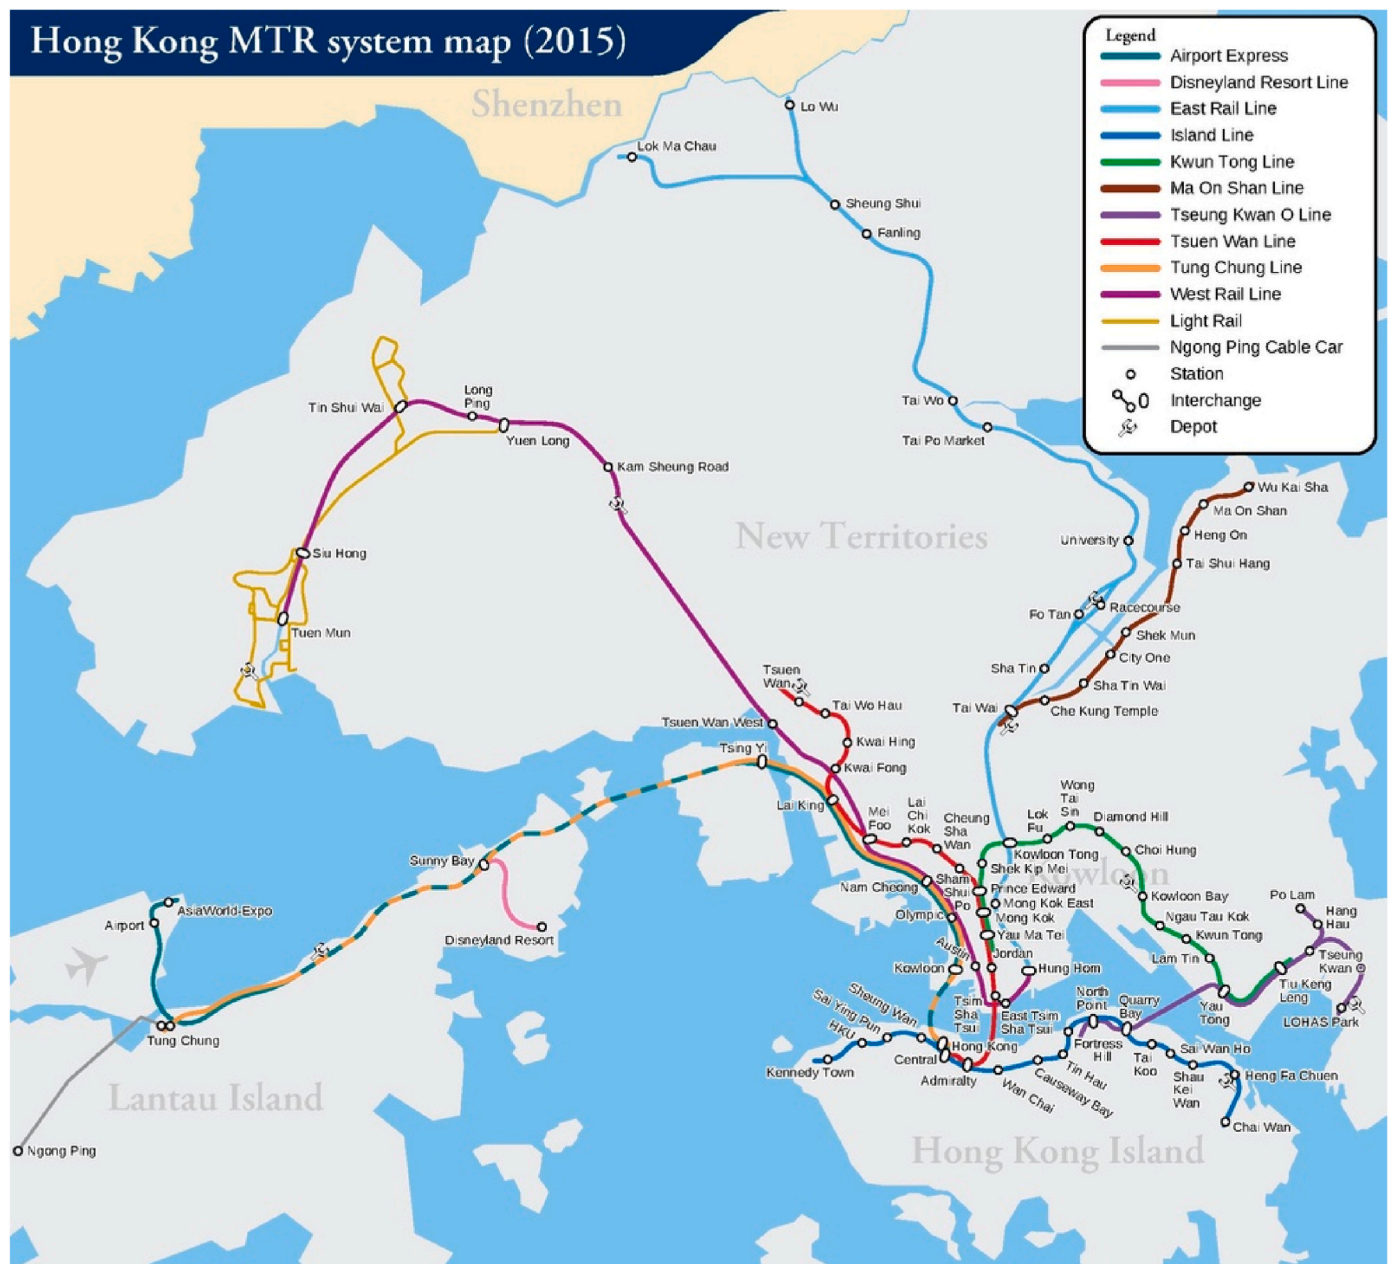 Hong Kong MTR system map (2015)
Legend
Airport Express
Disneyland Resort Line
East Rail Line
Island Line
Kwun Tong Line
Ma On Shan Line
Tseung Kwan O Line
Tsuen Wan Line
Tung Chung Line
West Rail Line
Light Rail
Ngong Ping Cable Car
Station
Interchange
Depot
Shenzhen
Lo Wu
Lok Ma Chau
Sheung Shui
Fanling
Tin Shui Wai
Long
Ping
Yuen Long
Tai Wo
Tai Po Market
Kam Sheung Road
Wu Kai Sha
Ma On Shan
New Territories
Heng On
University
Siu Hong
Tai Shui Hang
Fo Tan
Racecourse
Tuen Mun
Shek Mun
City One
Sha Tin
Sha Tin Wai
Tsuen
Wan
Tai Wo Hau
Tai Wai
Che Kung Temple
Tsuen Wan West
Kwai Hing
Tsing Yi
Kwai Fong
Lai King
Mei
Foo
Lai
Chi
Kok
Cheung
Sha
Wan
Lok
Fu
Wong
Tai
Sin
Diamond Hill
Choi Hung
Kowloon Tong
Shek Kip Mei
Kowloon
Sunny Bay
Nam Cheong
Sham
Shui
Po
Prince Edward
Mong Kok East
Mong Kok
Kowloon Bay
Po Lam
Hang
Hau
AsiaWorld-Expo
Airport
Disneyland Resort
Olympic
Yau Ma Tei
Ngau Tau Kok
Kwun Tong
Austin
Jordan
Lam Tin
Tseung
Kwan O
Kowloon
Hung Hom
Tiu Keng
Leng
Yau
Tong
LOHAS Park
Tsim
Sha
Tsui
East Tsim
Sha Tsui
North
Point
Quarry
Bay
Tung Chung
Sheung Wan
Sai Ying Pun
HKU
Kennedy Town
Central
Hong Kong
Admiralty
Wan Chai
Causeway Bay
Tin Hau
Fortress
Hill
Tai
Koo
Sai Wan Ho
Shau
Kei
Wan
Heng Fa Chuen
Chai Wan
Lantau Island
Ngong Ping
Hong Kong Island